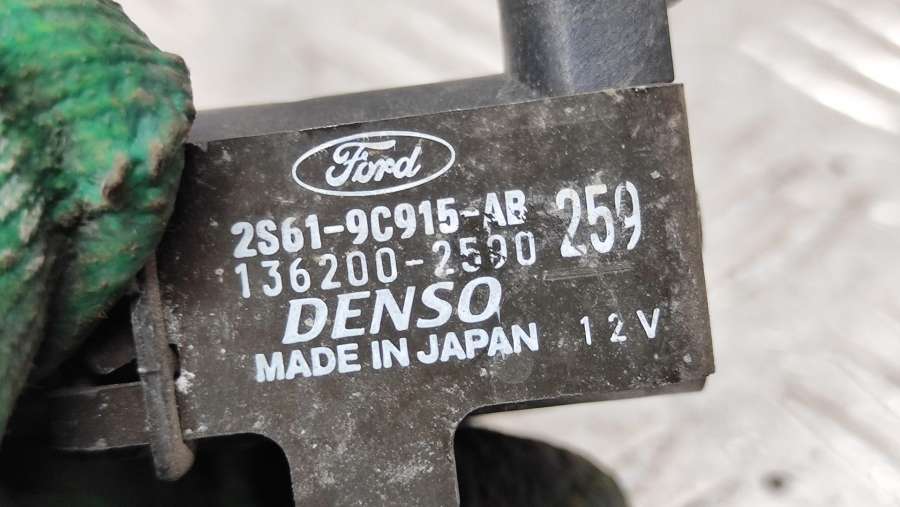 Ford
2S61-9C915-AB
136200-2590 259
DENSO
MADE IN JAPAN 12V